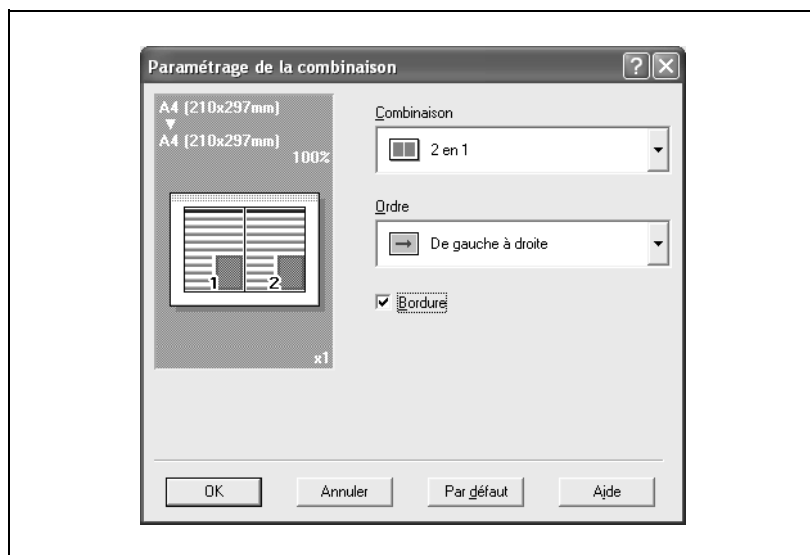 Paramétrage de la combinaison
A4 (210x297mm)
A4 (210x297mm)
100%
1 2
x1
Combinaison
2 en 1
Ordre
De gauche à droite
Bordure
OK Annuler Par défaut Aide